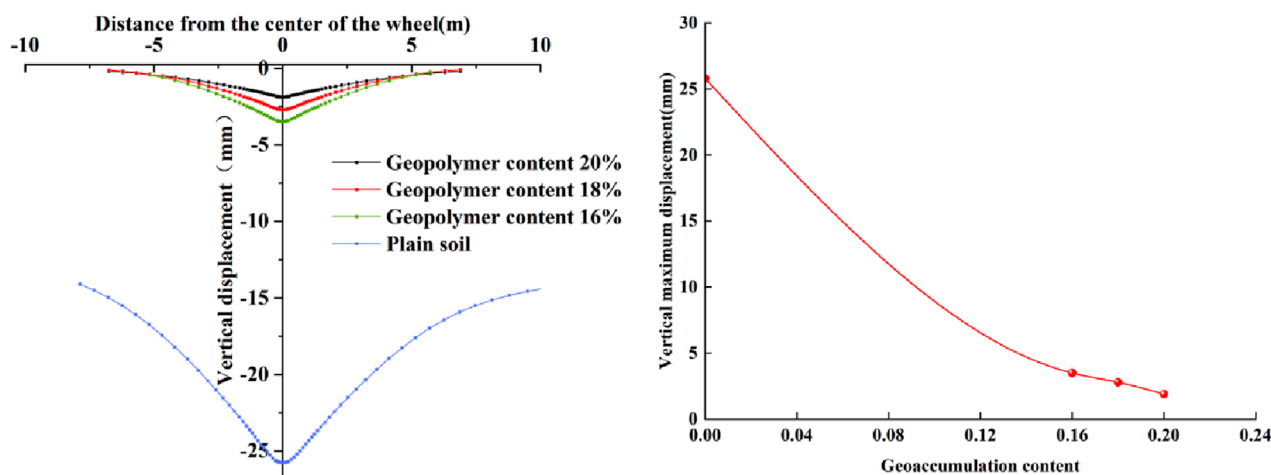 Distance from the center of the wheel(m)
-10 -5 0 5 10
0
-5
-10
-15
-20
-25
Vertical displacement (mm)
Geopolymer content 20%
Geopolymer content 18%
Geopolymer content 16%
Plain soil
30
25
20
15
10
5
0
Vertical maximum displacement(mm)
0.00 0.04 0.08 0.12 0.16 0.20 0.24
Geoaccumulation content